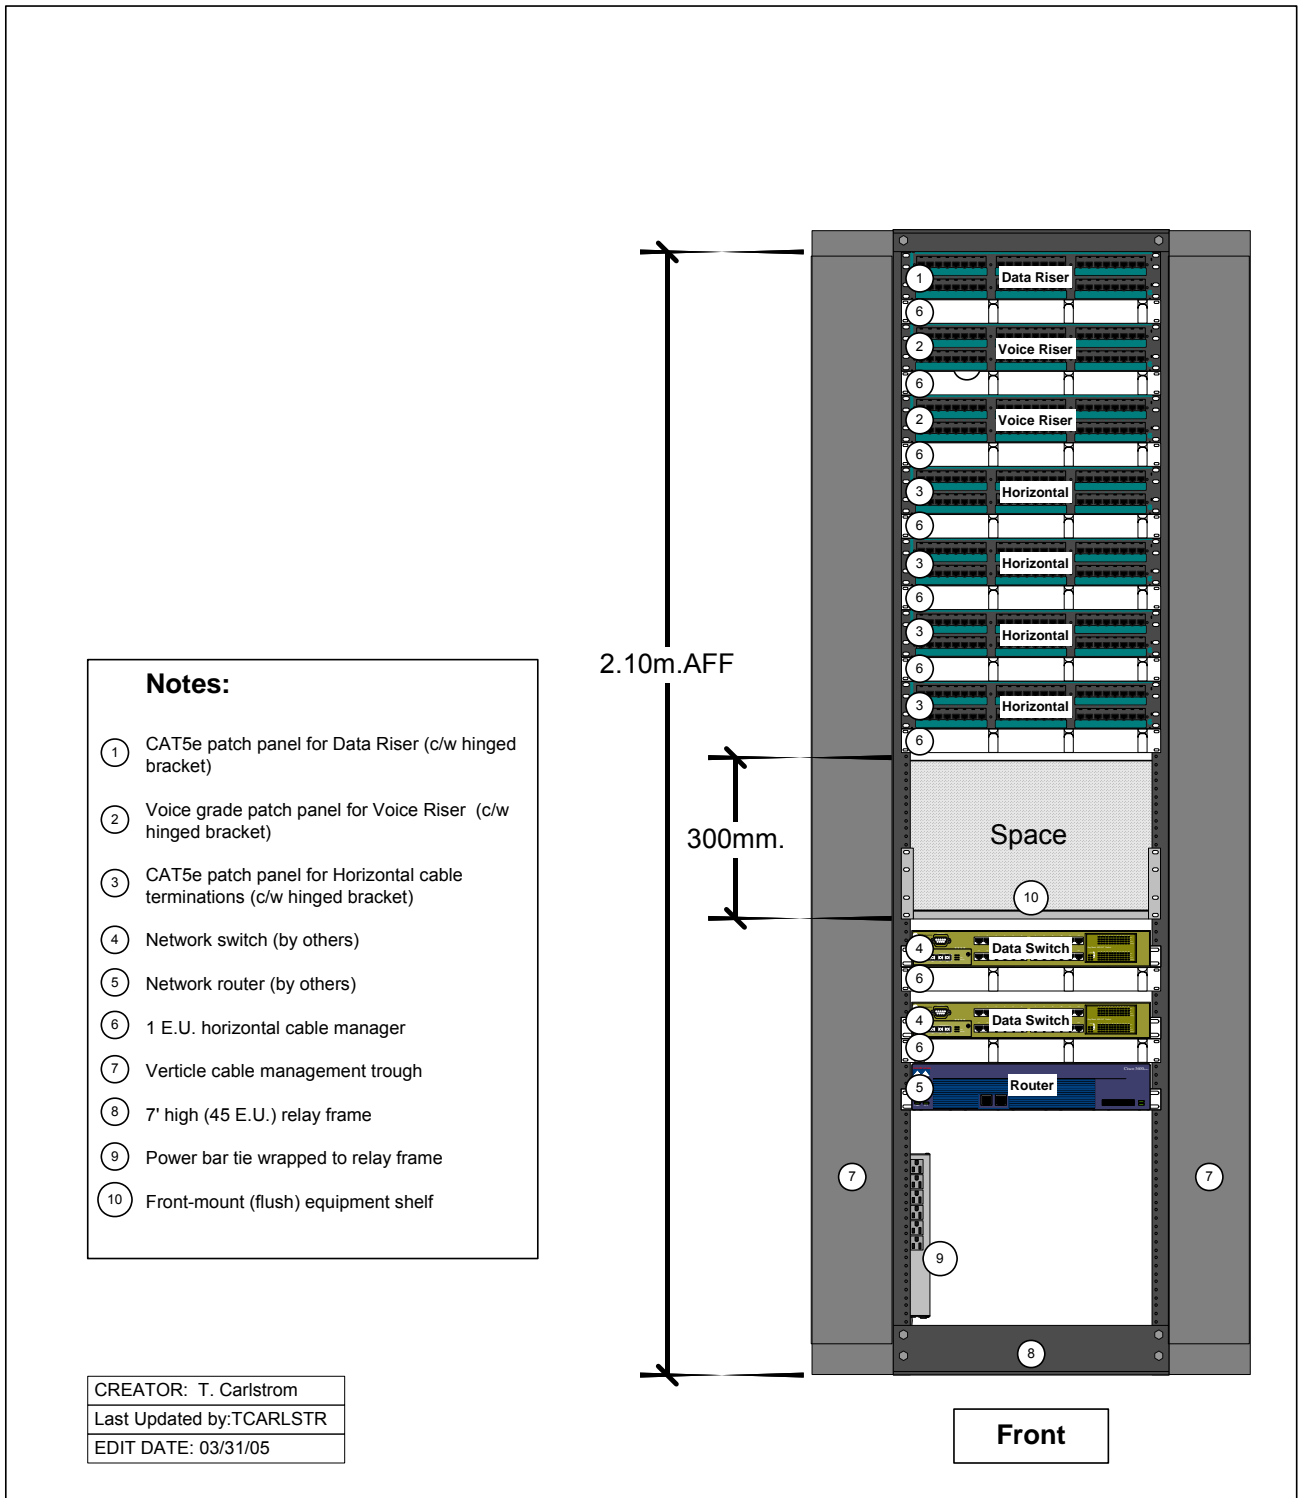 1
Data Riser
6
2
Voice Riser
6
2
Voice Riser
6
3
Horizontal
6
3
Horizontal
6
3
Horizontal
6
3
Horizontal
6
2.10m.AFF
300mm.
Space
10
4
Data Switch
6
4
Data Switch
6
5
Router
7
7
9
8
Front
Notes:
1 CAT5e patch panel for Data Riser (c/w hinged
bracket)
2 Voice grade patch panel for Voice Riser (c/w
hinged bracket)
3 CAT5e patch panel for Horizontal cable
terminations (c/w hinged bracket)
4 Network switch (by others)
5 Network router (by others)
6 1 E.U. horizontal cable manager
7 Verticle cable management trough
8 7' high (45 E.U.) relay frame
9 Power bar tie wrapped to relay frame
10 Front-mount (flush) equipment shelf
CREATOR: T. Carlstrom
Last Updated by:TCARLSTR
EDIT DATE: 03/31/05